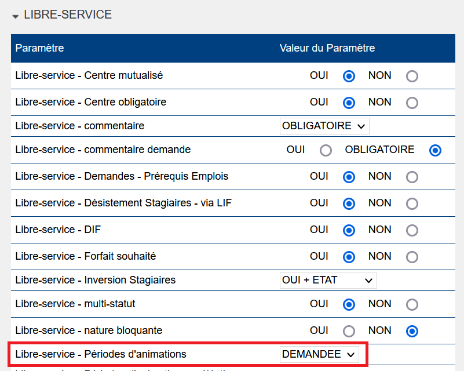 LIBRE-SERVICE
Paramètre Valeur du Paramètre
Libre-service - Centre mutualisé OUI NON
Libre-service - Centre obligatoire OUI NON
Libre-service - commentaire OBLIGATOIRE
Libre-service - commentaire demande OUI OBLIGATOIRE
Libre-service - Demandes - Prérequis Emplois OUI NON
Libre-service - Désistement Stagiaires - via LIF OUI NON
Libre-service - DIF OUI NON
Libre-service - Forfait souhaité OUI NON
Libre-service - Inversion Stagiaires OUI + ETAT
Libre-service - multi-statut OUI NON
Libre-service - nature bloquante OUI NON
Libre-service - Périodes d'animations DEMANDEE